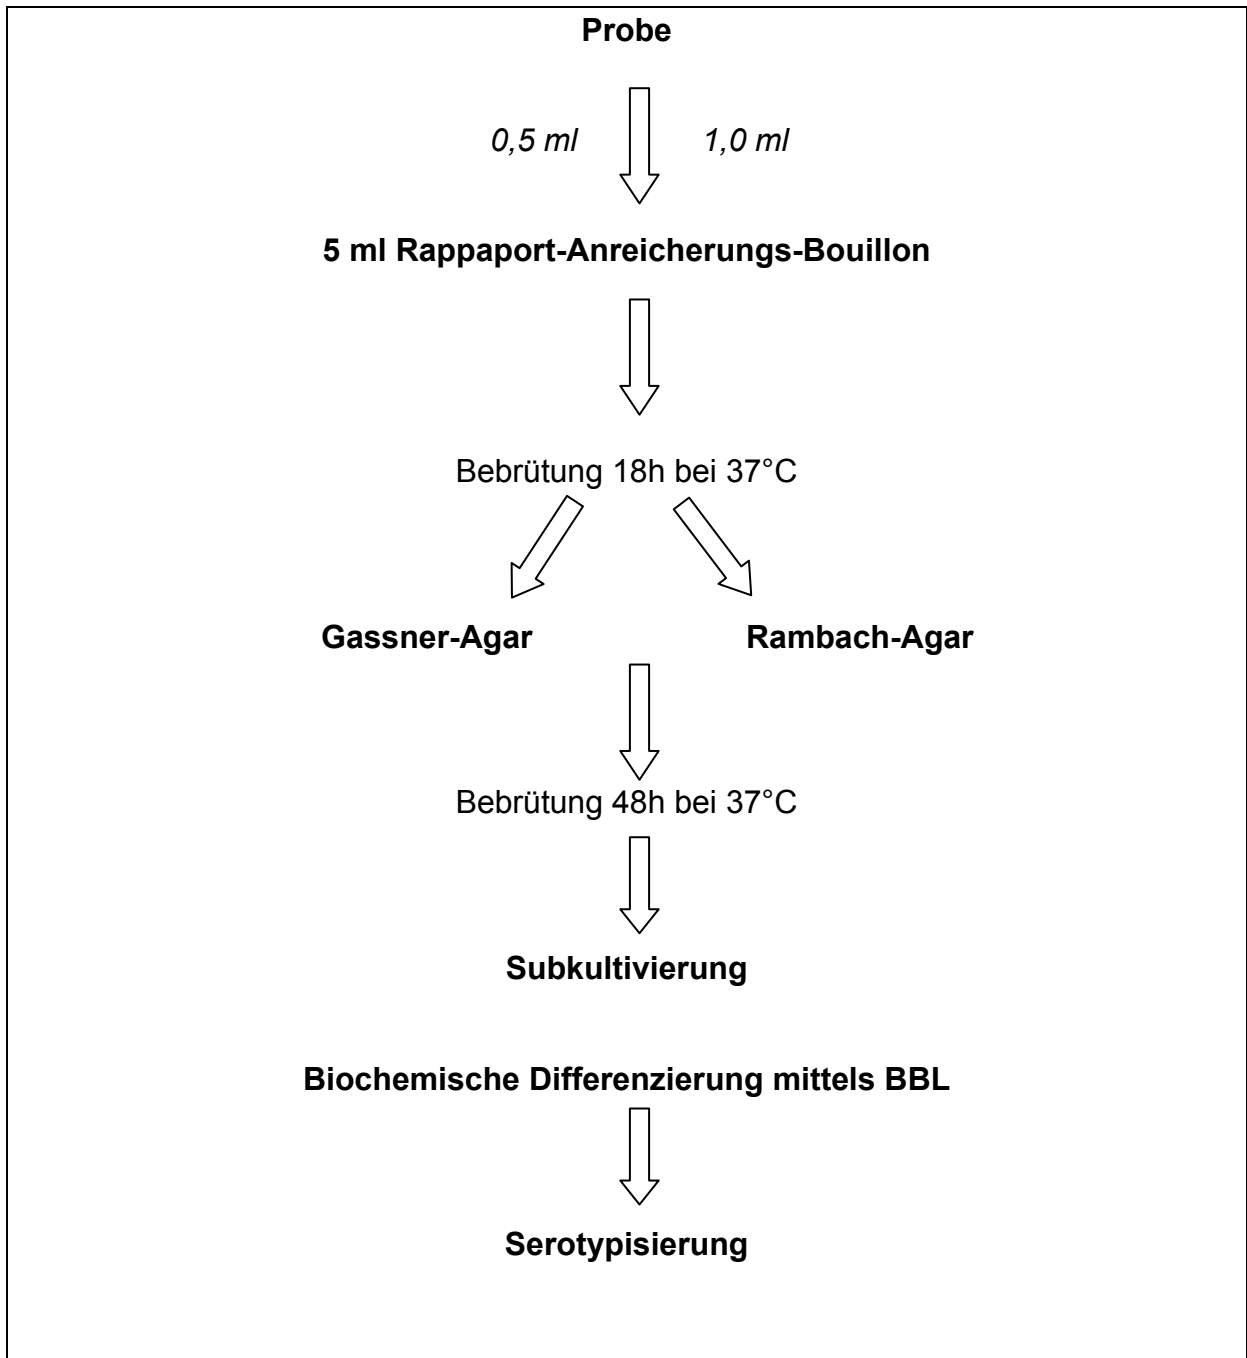 Probe
0,5 ml 1,0 ml
5 ml Rappaport-Anreicherungs-Bouillon
Bebrütung 18h bei 37°C
Gassner-Agar Rambach-Agar
Bebrütung 48h bei 37°C
Subkultivierung
Biochemische Differenzierung mittels BBL
Serotypisierung